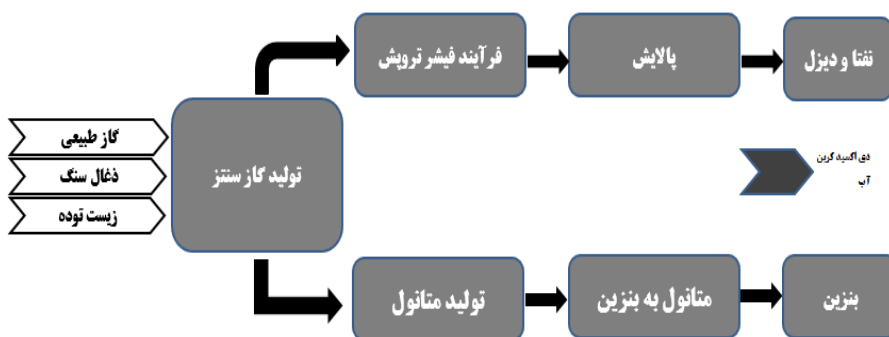 فرآیند فیشر تروپش
پالایش
نفتا و دیزل
گاز طبیعی
ذغال سنگ
زیست توده
تولید گاز سنتز
دی اکسید کربن
آب
تولید متانول
متانول به بنزین
بنزین